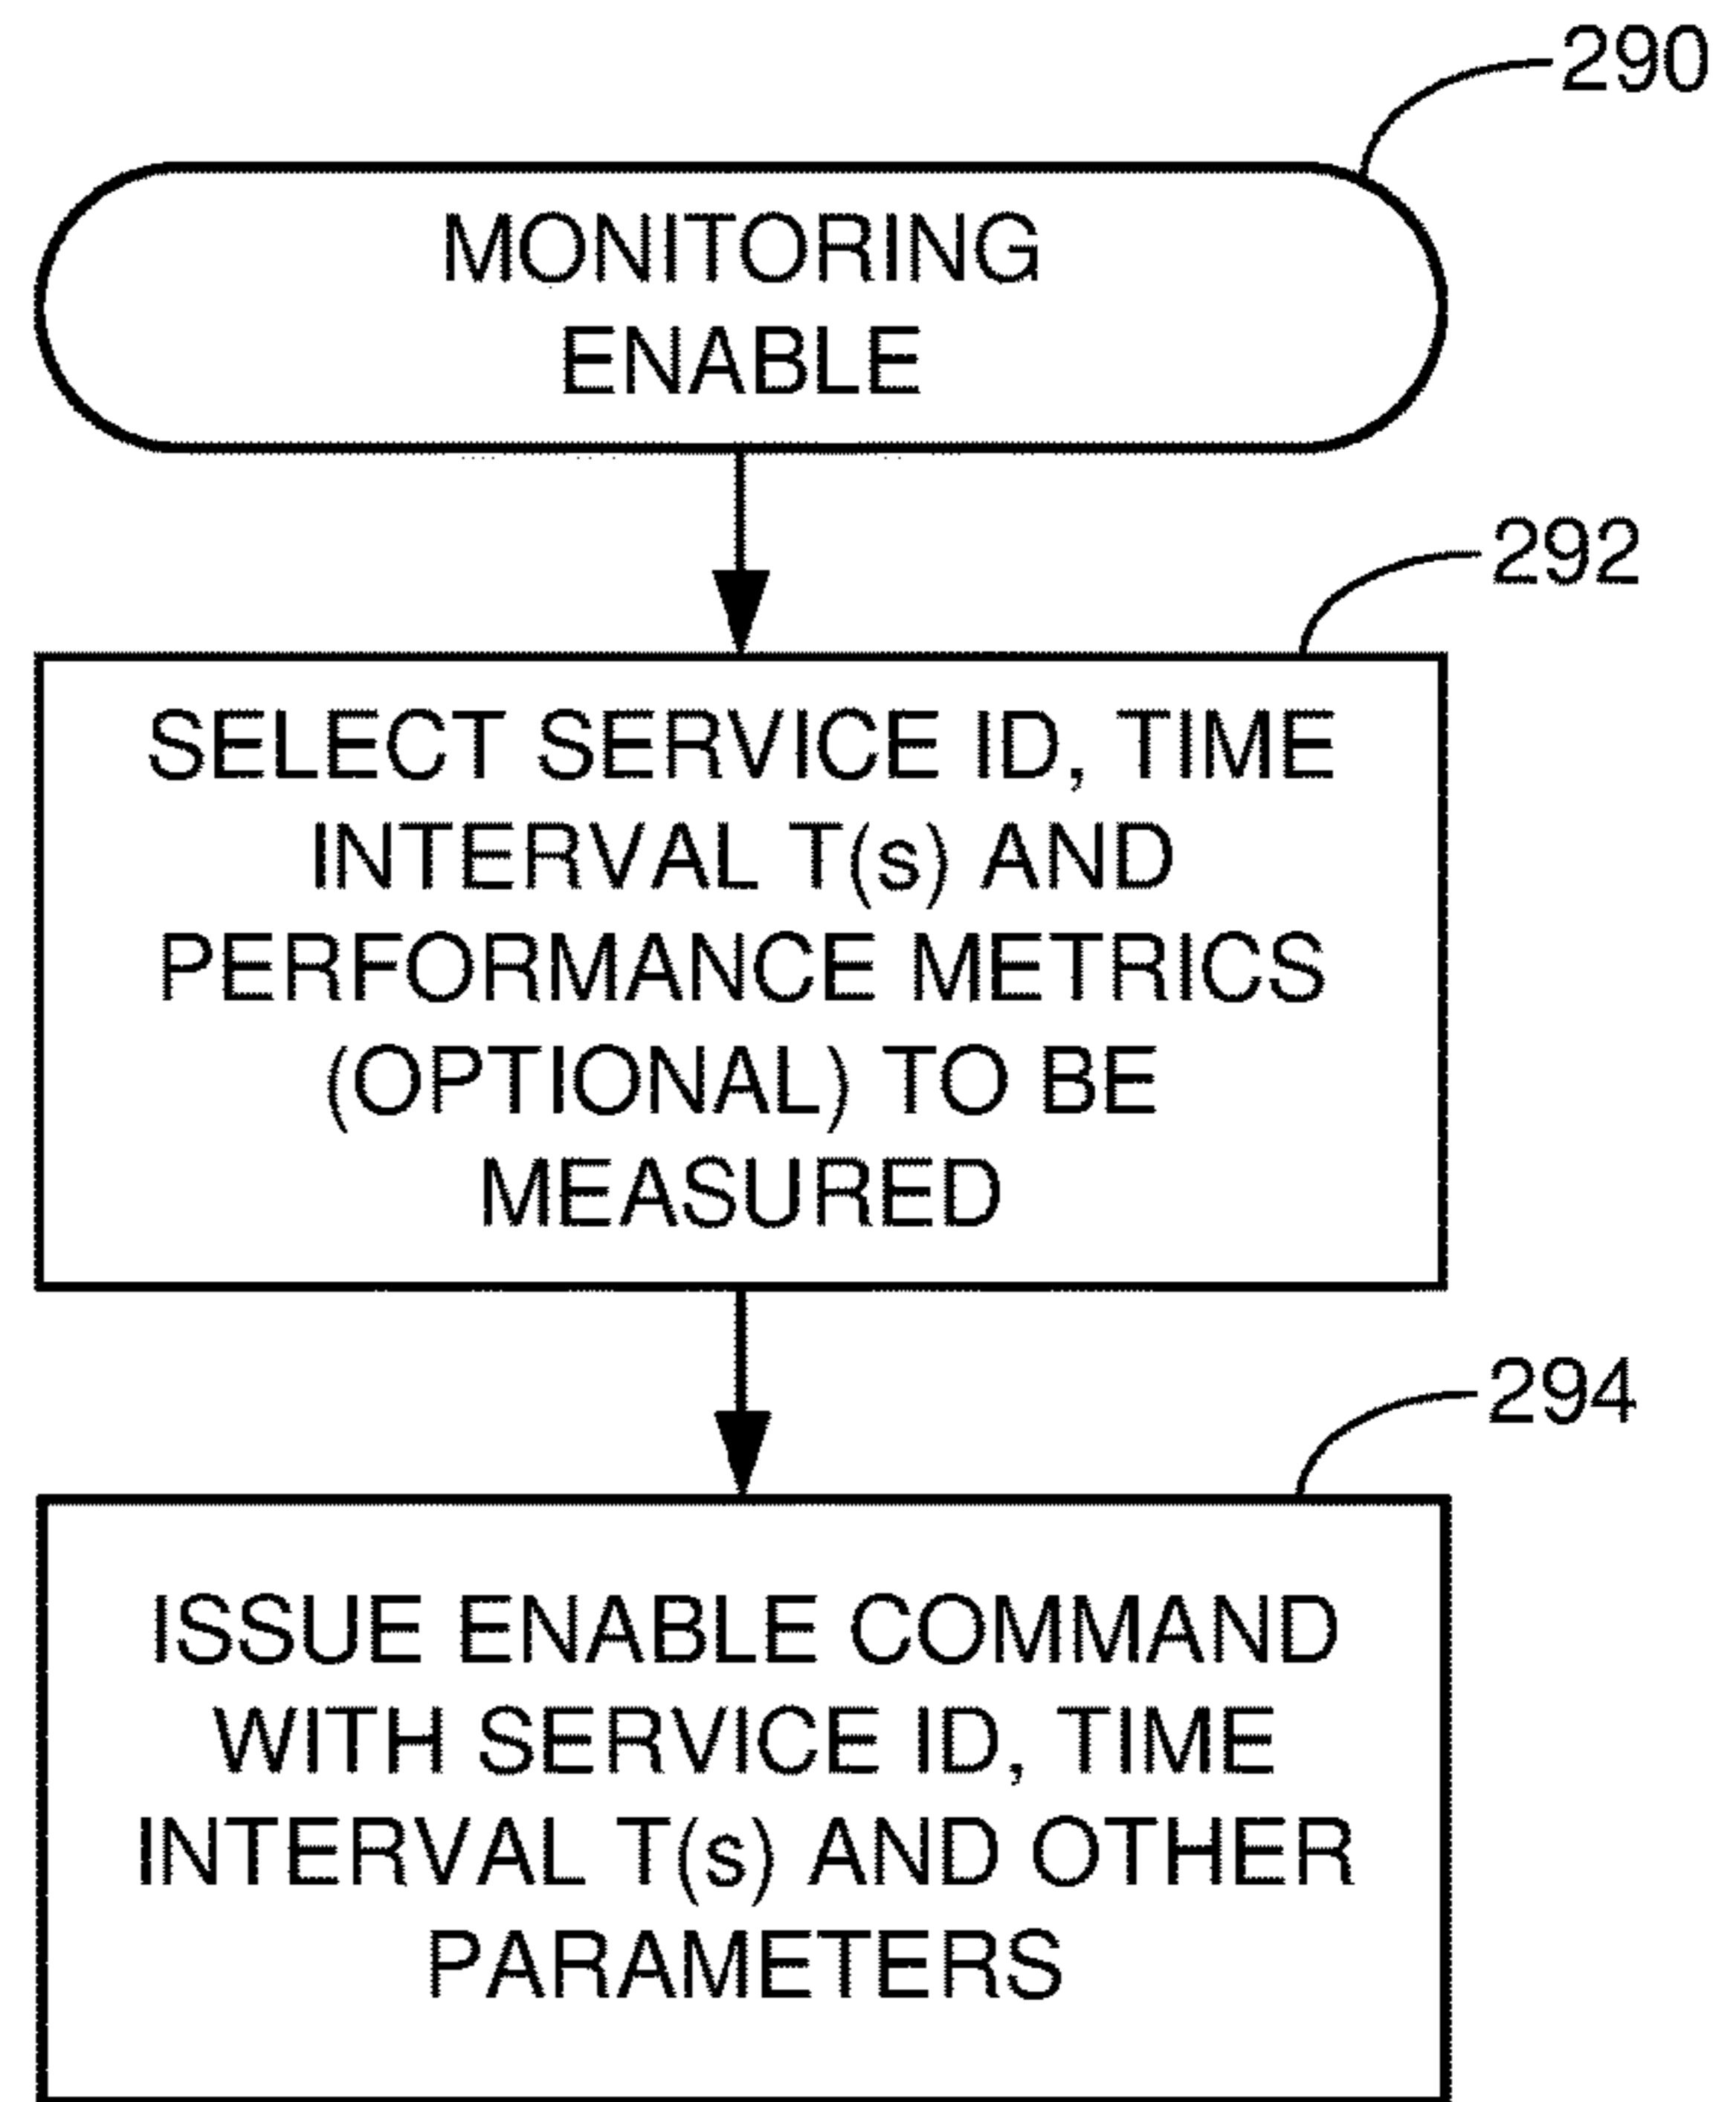 290
MONITORING
ENABLE
292
SELECT SERVICE ID, TIME
INTERVAL T(s) AND
PERFORMANCE METRICS
(OPTIONAL) TO BE
MEASURED
294
ISSUE ENABLE COMMAND
WITH SERVICE ID, TIME
INTERVAL T(s) AND OTHER
PARAMETERS